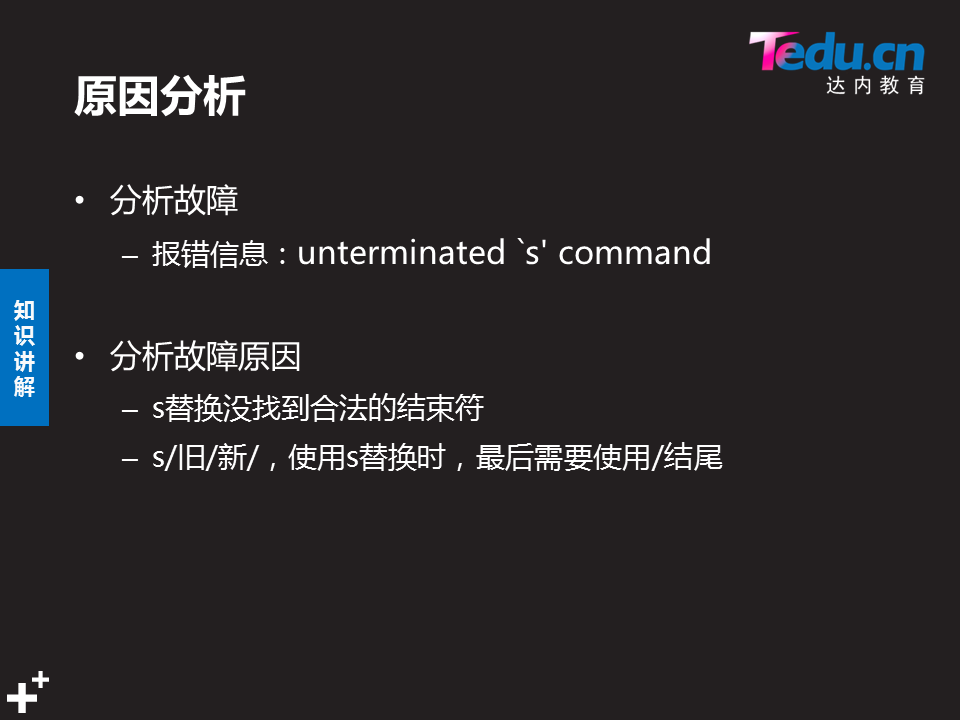 Tedu.cn
达内教育
原因分析
• 分析故障
– 报错信息：unterminated `s' command
知识讲解
• 分析故障原因
– s替换没找到合法的结束符
– s/旧/新/，使用s替换时，最后需要使用/结尾